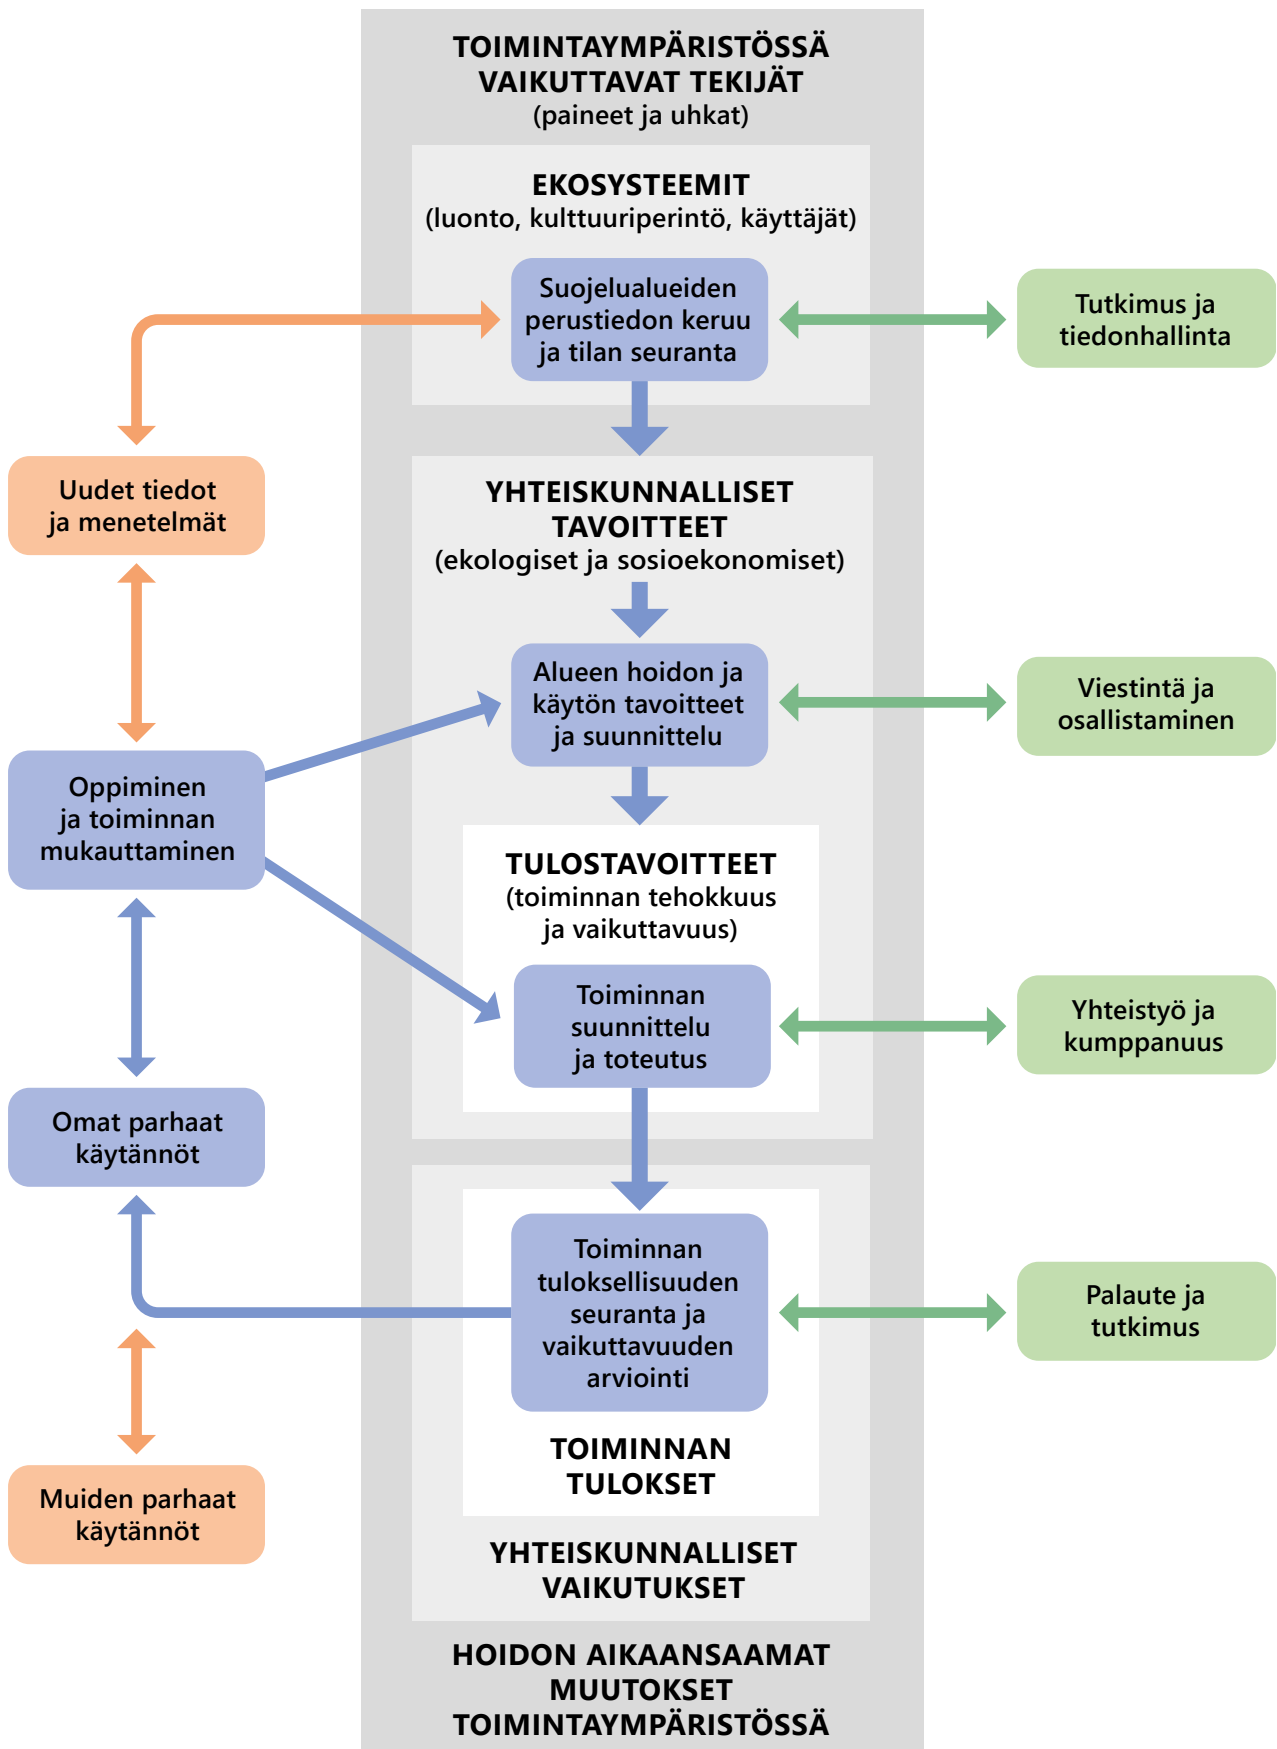 TOIMINTAYMPÄRISTÖSSÄ
VAIKUTTAVAT TEKIJÄT
(paineet ja uhkat)
EKOSYSTEEMIT
(luonto, kulttuuriperintö, käyttäjät)
Suojelualueiden
perustiedon keruu
ja tilan seuranta
Tutkimus ja
tiedonhallinta
Uudet tiedot
ja menetelmät
YHTEISKUNNALLISET
TAVOITTEET
(ekologiset ja sosioekonomiset)
Alueen hoidon ja
käytön tavoitteet
ja suunnittelu
Viestintä ja
osallistaminen
Oppiminen
ja toiminnan
mukauttaminen
TULOSTAVOITTEET
(toiminnan tehokkuus
ja vaikuttavuus)
Toiminnan
suunnittelu
ja toteutus
Yhteistyö ja
kumppanuus
Omat parhaat
käytännöt
Toiminnan
tuloksellisuuden
seuranta ja
vaikuttavuuden
arviointi
Palaute ja
tutkimus
TOIMINNAN
TULOKSET
Muiden parhaat
käytännöt
YHTEISKUNNALLISET
VAIKUTUKSET
HOIDON AIKAANSAAMAT
MUUTOKSET
TOIMINTAYMPÄRISTÖSSÄ